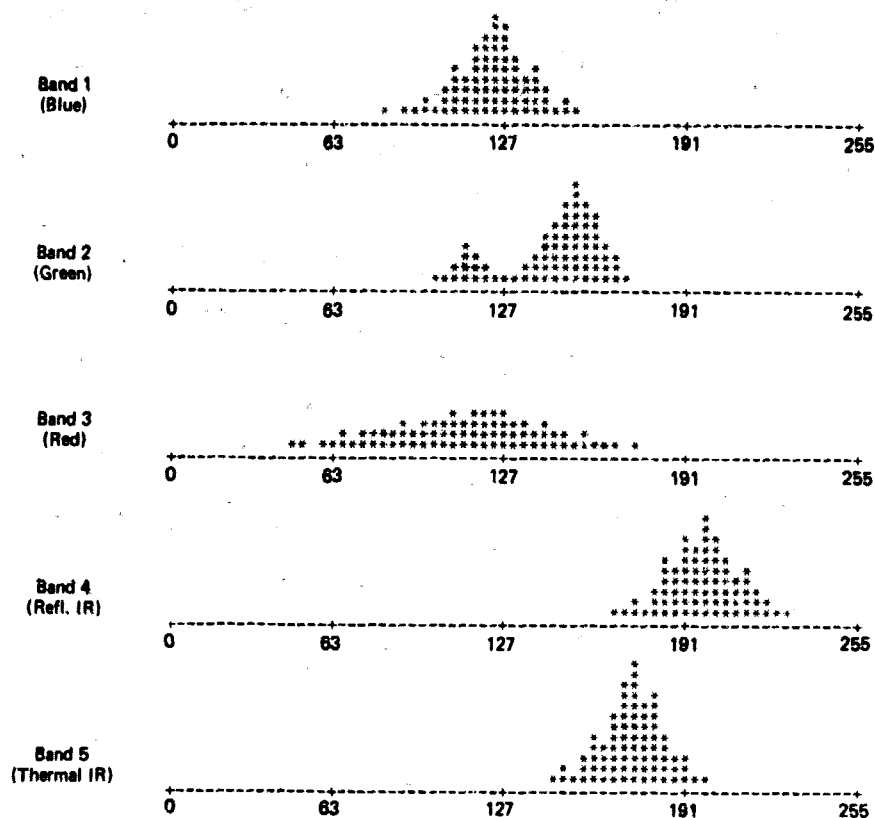 Band 1
(Blue)
0 63 127 191 255
Band 2
(Green)
0 63 127 191 255
Band 3
(Red)
0 63 127 191 255
Band 4
(Refl. IR)
0 63 127 191 255
Band 5
(Thermal IR)
0 63 127 191 255